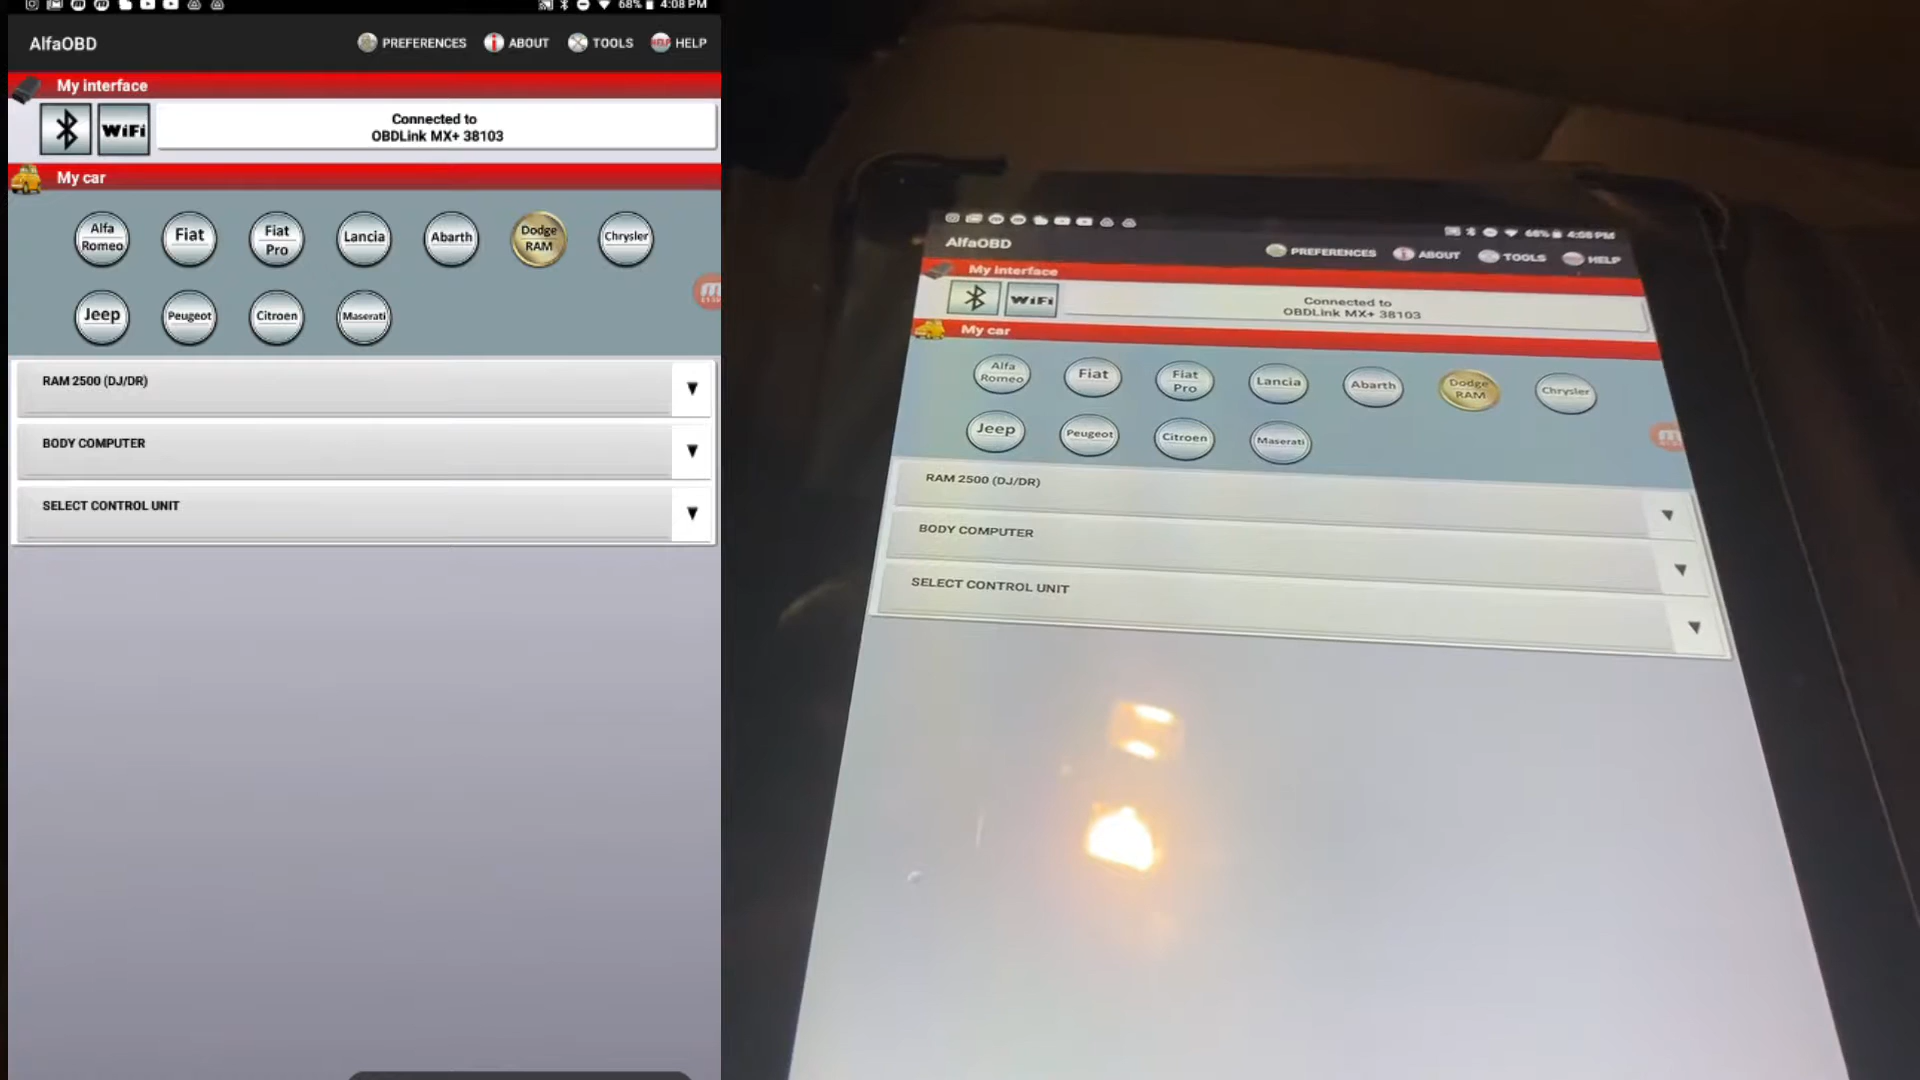 68% 4:08 PM
AlfaOBD
PREFERENCES ABOUT TOOLS HELP
My interface
WiFi
Connected to
OBDLink MX+ 38103
My car
Alfa
Romeo
Fiat
Fiat
Pro
Lancia
Abarth
Dodge
RAM
Chrysler
Jeep
Peugeot
Citroen
Maserati
RAM 2500 (DJ/DR)
BODY COMPUTER
SELECT CONTROL UNIT
68% 4:08 PM
AlfaOBD
PREFERENCES ABOUT TOOLS HELP
My interface
WiFi
Connected to
OBDLink MX+ 38103
My car
Alfa
Romeo
Fiat
Fiat
Pro
Lancia
Abarth
Dodge
RAM
Chrysler
Jeep
Peugeot
Citroen
Maserati
RAM 2500 (DJ/DR)
BODY COMPUTER
SELECT CONTROL UNIT